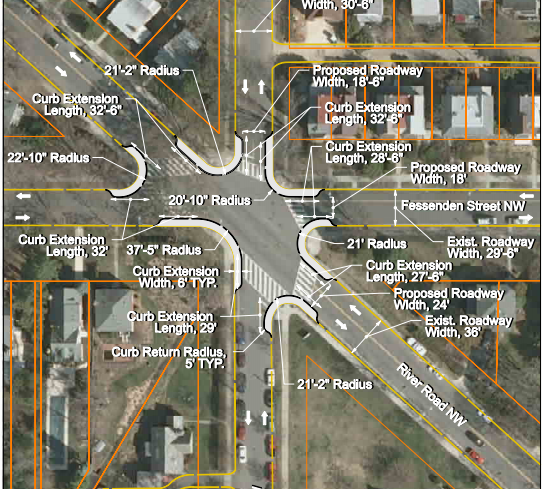 Width, 30'-6"
21'-2" Radius
Proposed Roadway
Width, 18'-6"
Curb Extension
Length, 32'-6"
Curb Extension
Length, 32'-6"
Curb Extension
Length, 28'-6"
22'-10" Radius
Proposed Roadway
Width, 18'
20'-10" Radius
Fessenden Street NW
Curb Extension
Length, 32'
37'-5" Radius
21' Radius
Exist. Roadway
Width, 29'-6"
Curb Extension
Width, 6' TYP.
Curb Extension
Length, 27'-6"
Proposed Roadway
Width, 24'
Curb Extension
Length, 29'
Exist. Roadway
Width, 36'
Curb Return Radius,
5' TYP.
21'-2" Radius
River Road NW